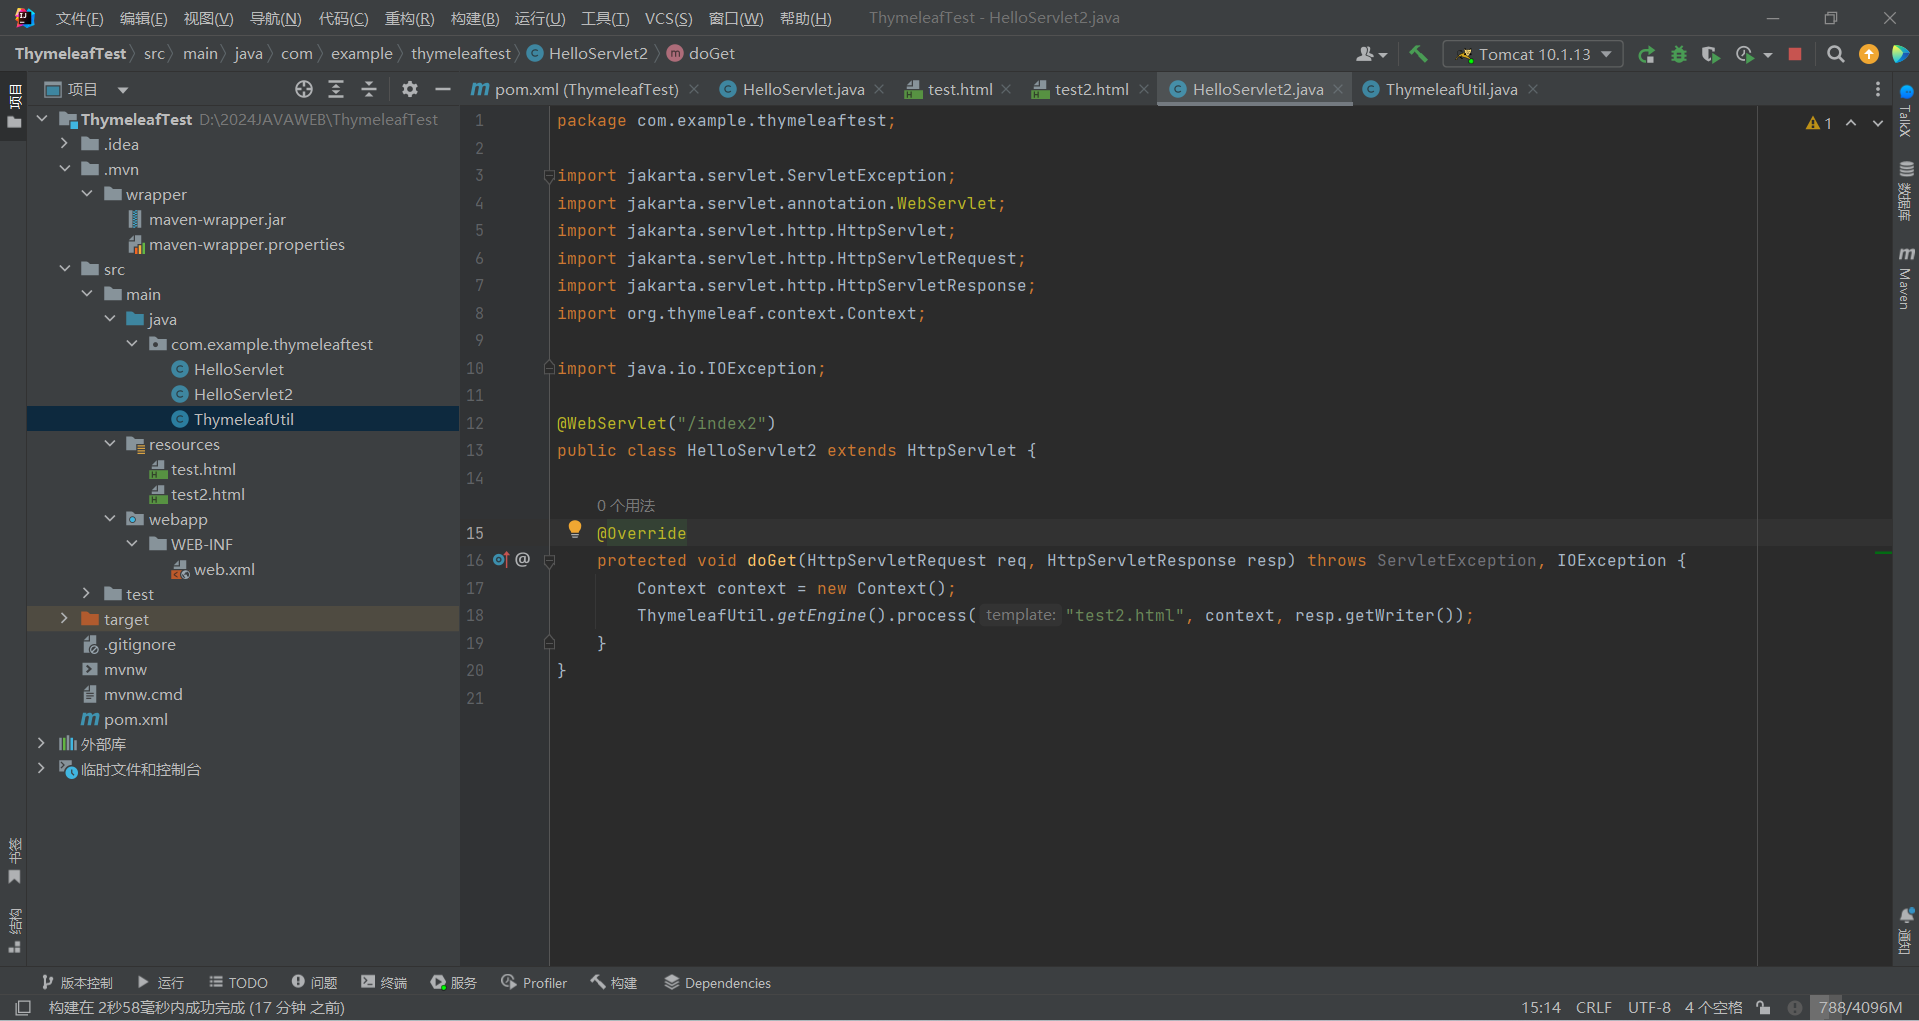 文件(F) 编辑(E) 视图(V) 导航(N) 代码(C) 重构(R) 构建(B) 运行(U) 工具(T) VCS(S) 窗口(W) 帮助(H) ThymeleafTest - HelloServlet2.java
ThymeleafTest src main java com example thymeleaftest HelloServlet2 doGet Tomcat 10.1.13
项目
项目
pom.xml (ThymeleafTest) HelloServlet.java test.html test2.html HelloServlet2.java ThymeleafUtil.java
ThymeleafTest D:\2024JAVAWEB\ThymeleafTest
.idea
.mvn
wrapper
maven-wrapper.jar
maven-wrapper.properties
src
main
java
com.example.thymeleaftest
HelloServlet
HelloServlet2
ThymeleafUtil
resources
test.html
test2.html
webapp
WEB-INF
web.xml
test
target
.gitignore
mvnw
mvnw.cmd
pom.xml
外部库
临时文件和控制台
书签
结构
1 package com.example.thymeleaftest;
2
3 import jakarta.servlet.ServletException;
4 import jakarta.servlet.annotation.WebServlet;
5 import jakarta.servlet.http.HttpServlet;
6 import jakarta.servlet.http.HttpServletRequest;
7 import jakarta.servlet.http.HttpServletResponse;
8 import org.thymeleaf.context.Context;
9
10 import java.io.IOException;
11
12 @WebServlet("/index2")
13 public class HelloServlet2 extends HttpServlet {
14
0 个用法
15 @Override
16 @ protected void doGet(HttpServletRequest req, HttpServletResponse resp) throws ServletException, IOException {
17 Context context = new Context();
18 ThymeleafUtil.getEngine().process( template: "test2.html", context, resp.getWriter());
19 }
20 }
21
1
TalkX
数据库
Maven
通知
版本控制 运行 TODO 问题 终端 服务 Profiler 构建 Dependencies
构建在 2秒58毫秒内成功完成 (17 分钟 之前) 15:14 CRLF UTF-8 4 个空格 788/4096M